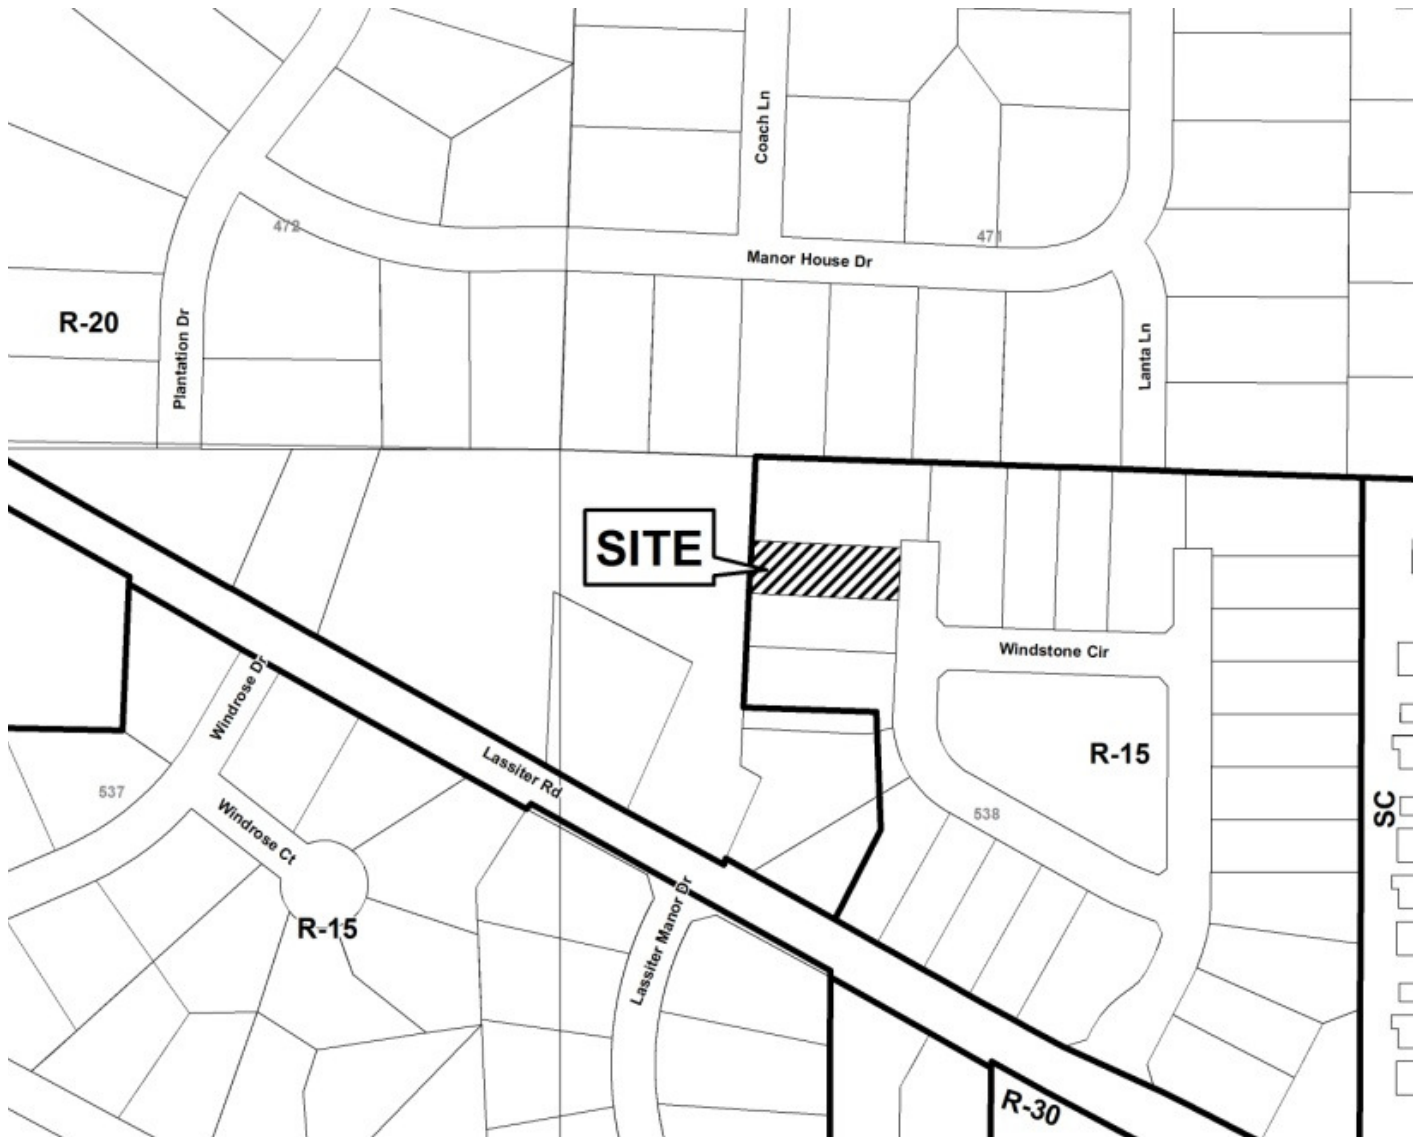 Coach Ln
472
471
Manor House Dr
R-20
Plantation Dr
Lanta Ln
SITE
Windstone Cir
Windrose Dr
R-15
Lassiter Rd
537
SC
538
Windrose Ct
R-15
Lassiter Manor Dr
R-30